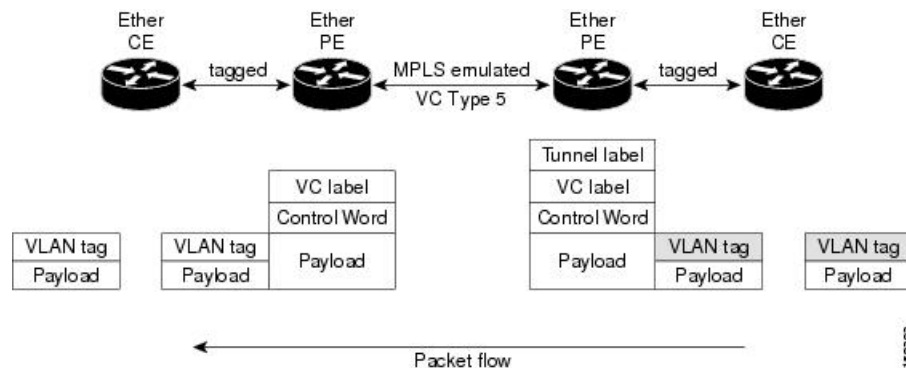 Ether
CE
Ether
PE
Ether
PE
Ether
CE
tagged
MPLS emulated
VC Type 5
tagged
Tunnel label
VC label
VC label
Control Word
Control Word
VLAN tag
VLAN tag
Payload
Payload
VLAN tag
VLAN tag
Payload
Payload
Payload
Payload
Packet flow